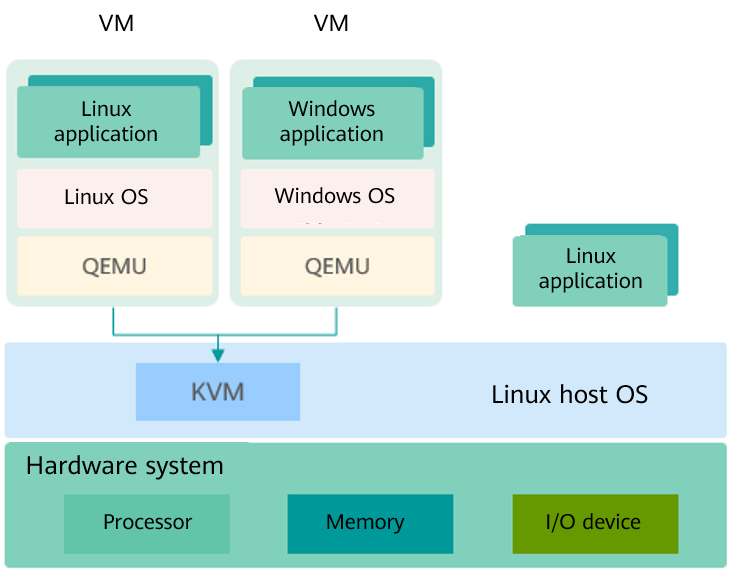 VM
VM
Linux
application
Windows
application
Linux OS
Windows OS
QEMU
QEMU
Linux
application
KVM
Linux host OS
Hardware system
Processor
Memory
I/O device